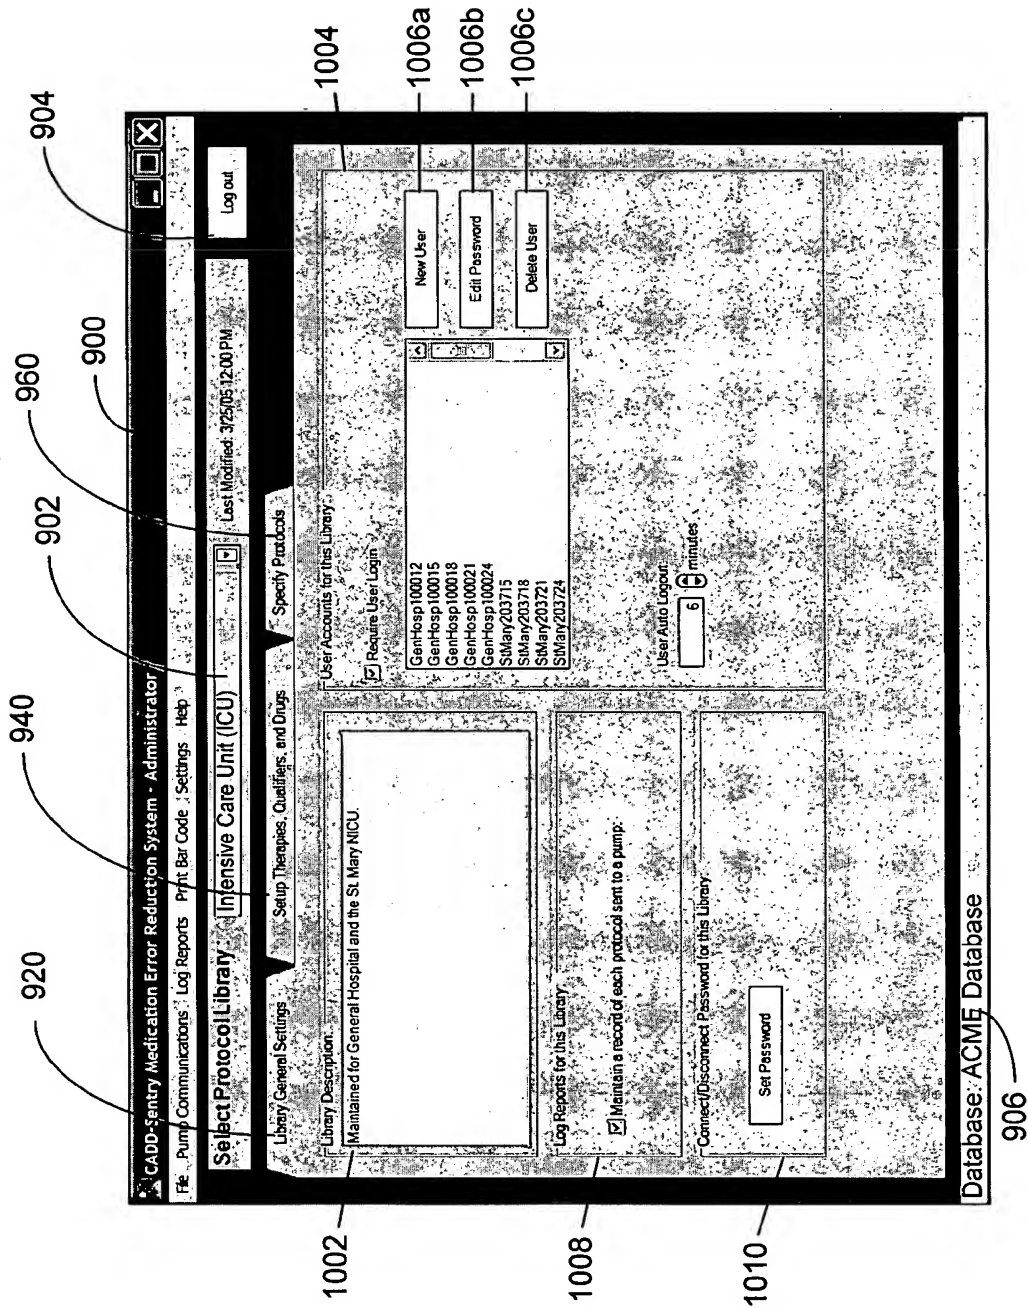 CADD-Sentry Medication Error Reduction System - Administrator
File Pump Communications Log Reports Print Bar Code Settings Help
Select Protocol Library: Intensive Care Unit (ICU) Last Modified: 3/25/05 12:00 PM Log out
Library General Settings Setup Therapies, Qualifiers, and Drugs Specify Protocols
Library Description:
Maintained for General Hospital and the St. Mary NICU.
Log Reports for this Library:
Maintain a record of each protocol sent to a pump:
Connect/Disconnect Password for this Library:
Set Password
User Accounts for this Library:
Require User Login
GenHosp100012
GenHosp100015
GenHosp100018
GenHosp100021
GenHosp100024
StMary203715
StMary203718
StMary203721
StMary203724
New User
Edit Password
Delete User
User Auto Logout:
6 minutes
Database: ACME Database
920
940
902
960
900
904
1002
1008
1010
906
1004
1006a
1006b
1006c